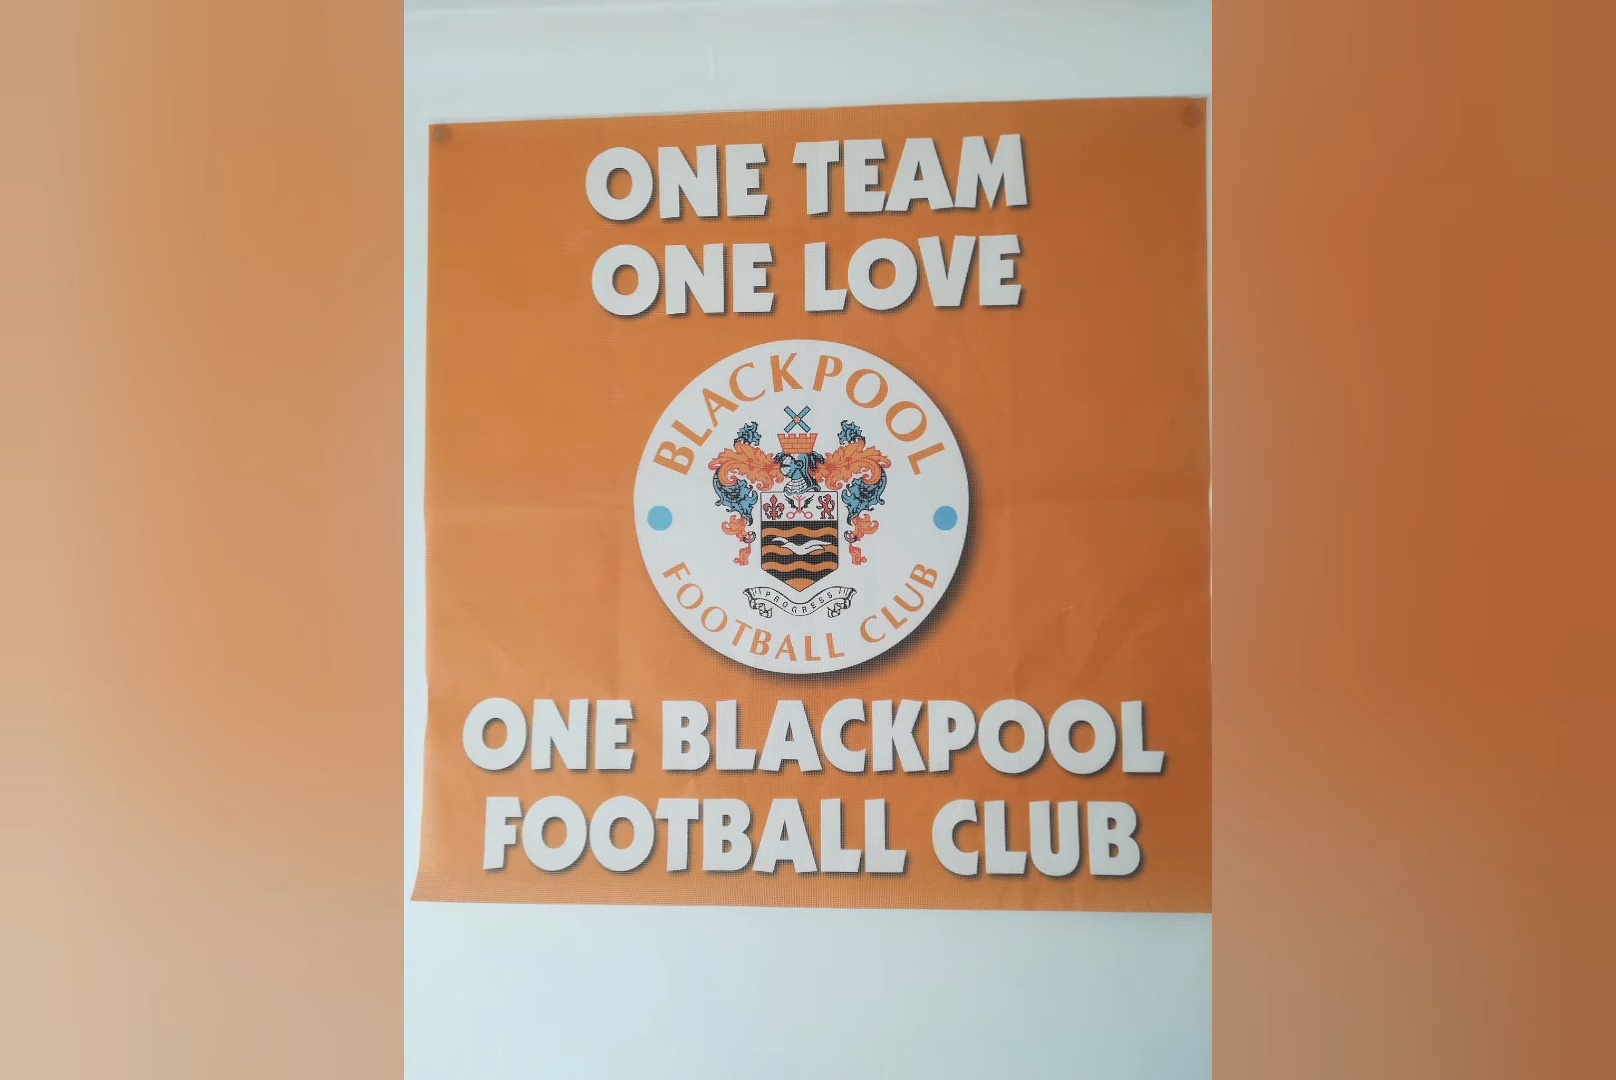 ONE TEAM
ONE LOVE
BLACKPOOL
PROGRESS
FOOTBALL CLUB
ONE BLACKPOOL
FOOTBALL CLUB